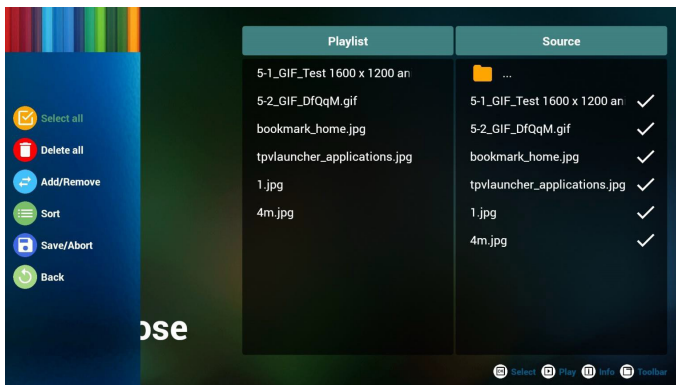 Playlist
Source
...
5-1_GIF_Test 1600 x 1200 an
5-1_GIF_Test 1600 x 1200 ani
5-2_GIF_DfQqM.gif
5-2_GIF_DfQqM.gif
bookmark_home.jpg
bookmark_home.jpg
tpvlauncher_applications.jpg
tpvlauncher_applications.jpg
1.jpg
1.jpg
4m.jpg
4m.jpg
Select all
Delete all
Add/Remove
Sort
Save/Abort
Back
ose
OK Select Play Info Toolbar